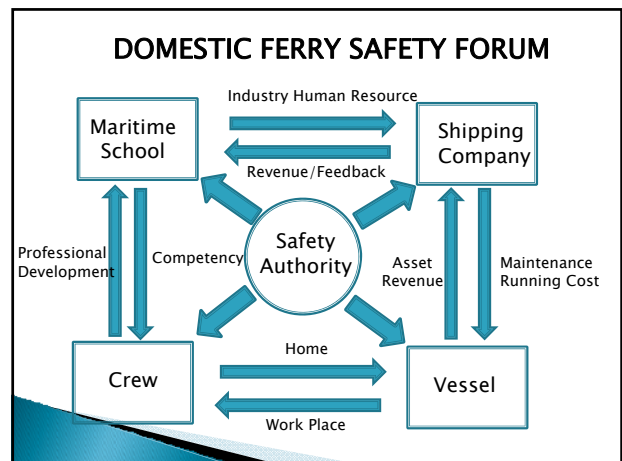 DOMESTIC FERRY SAFETY FORUM
Industry Human Resource
Maritime
School
Shipping
Company
Revenue/Feedback
Safety
Authority
Professional
Development
Competency
Asset
Revenue
Maintenance
Running Cost
Home
Crew
Vessel
Work Place